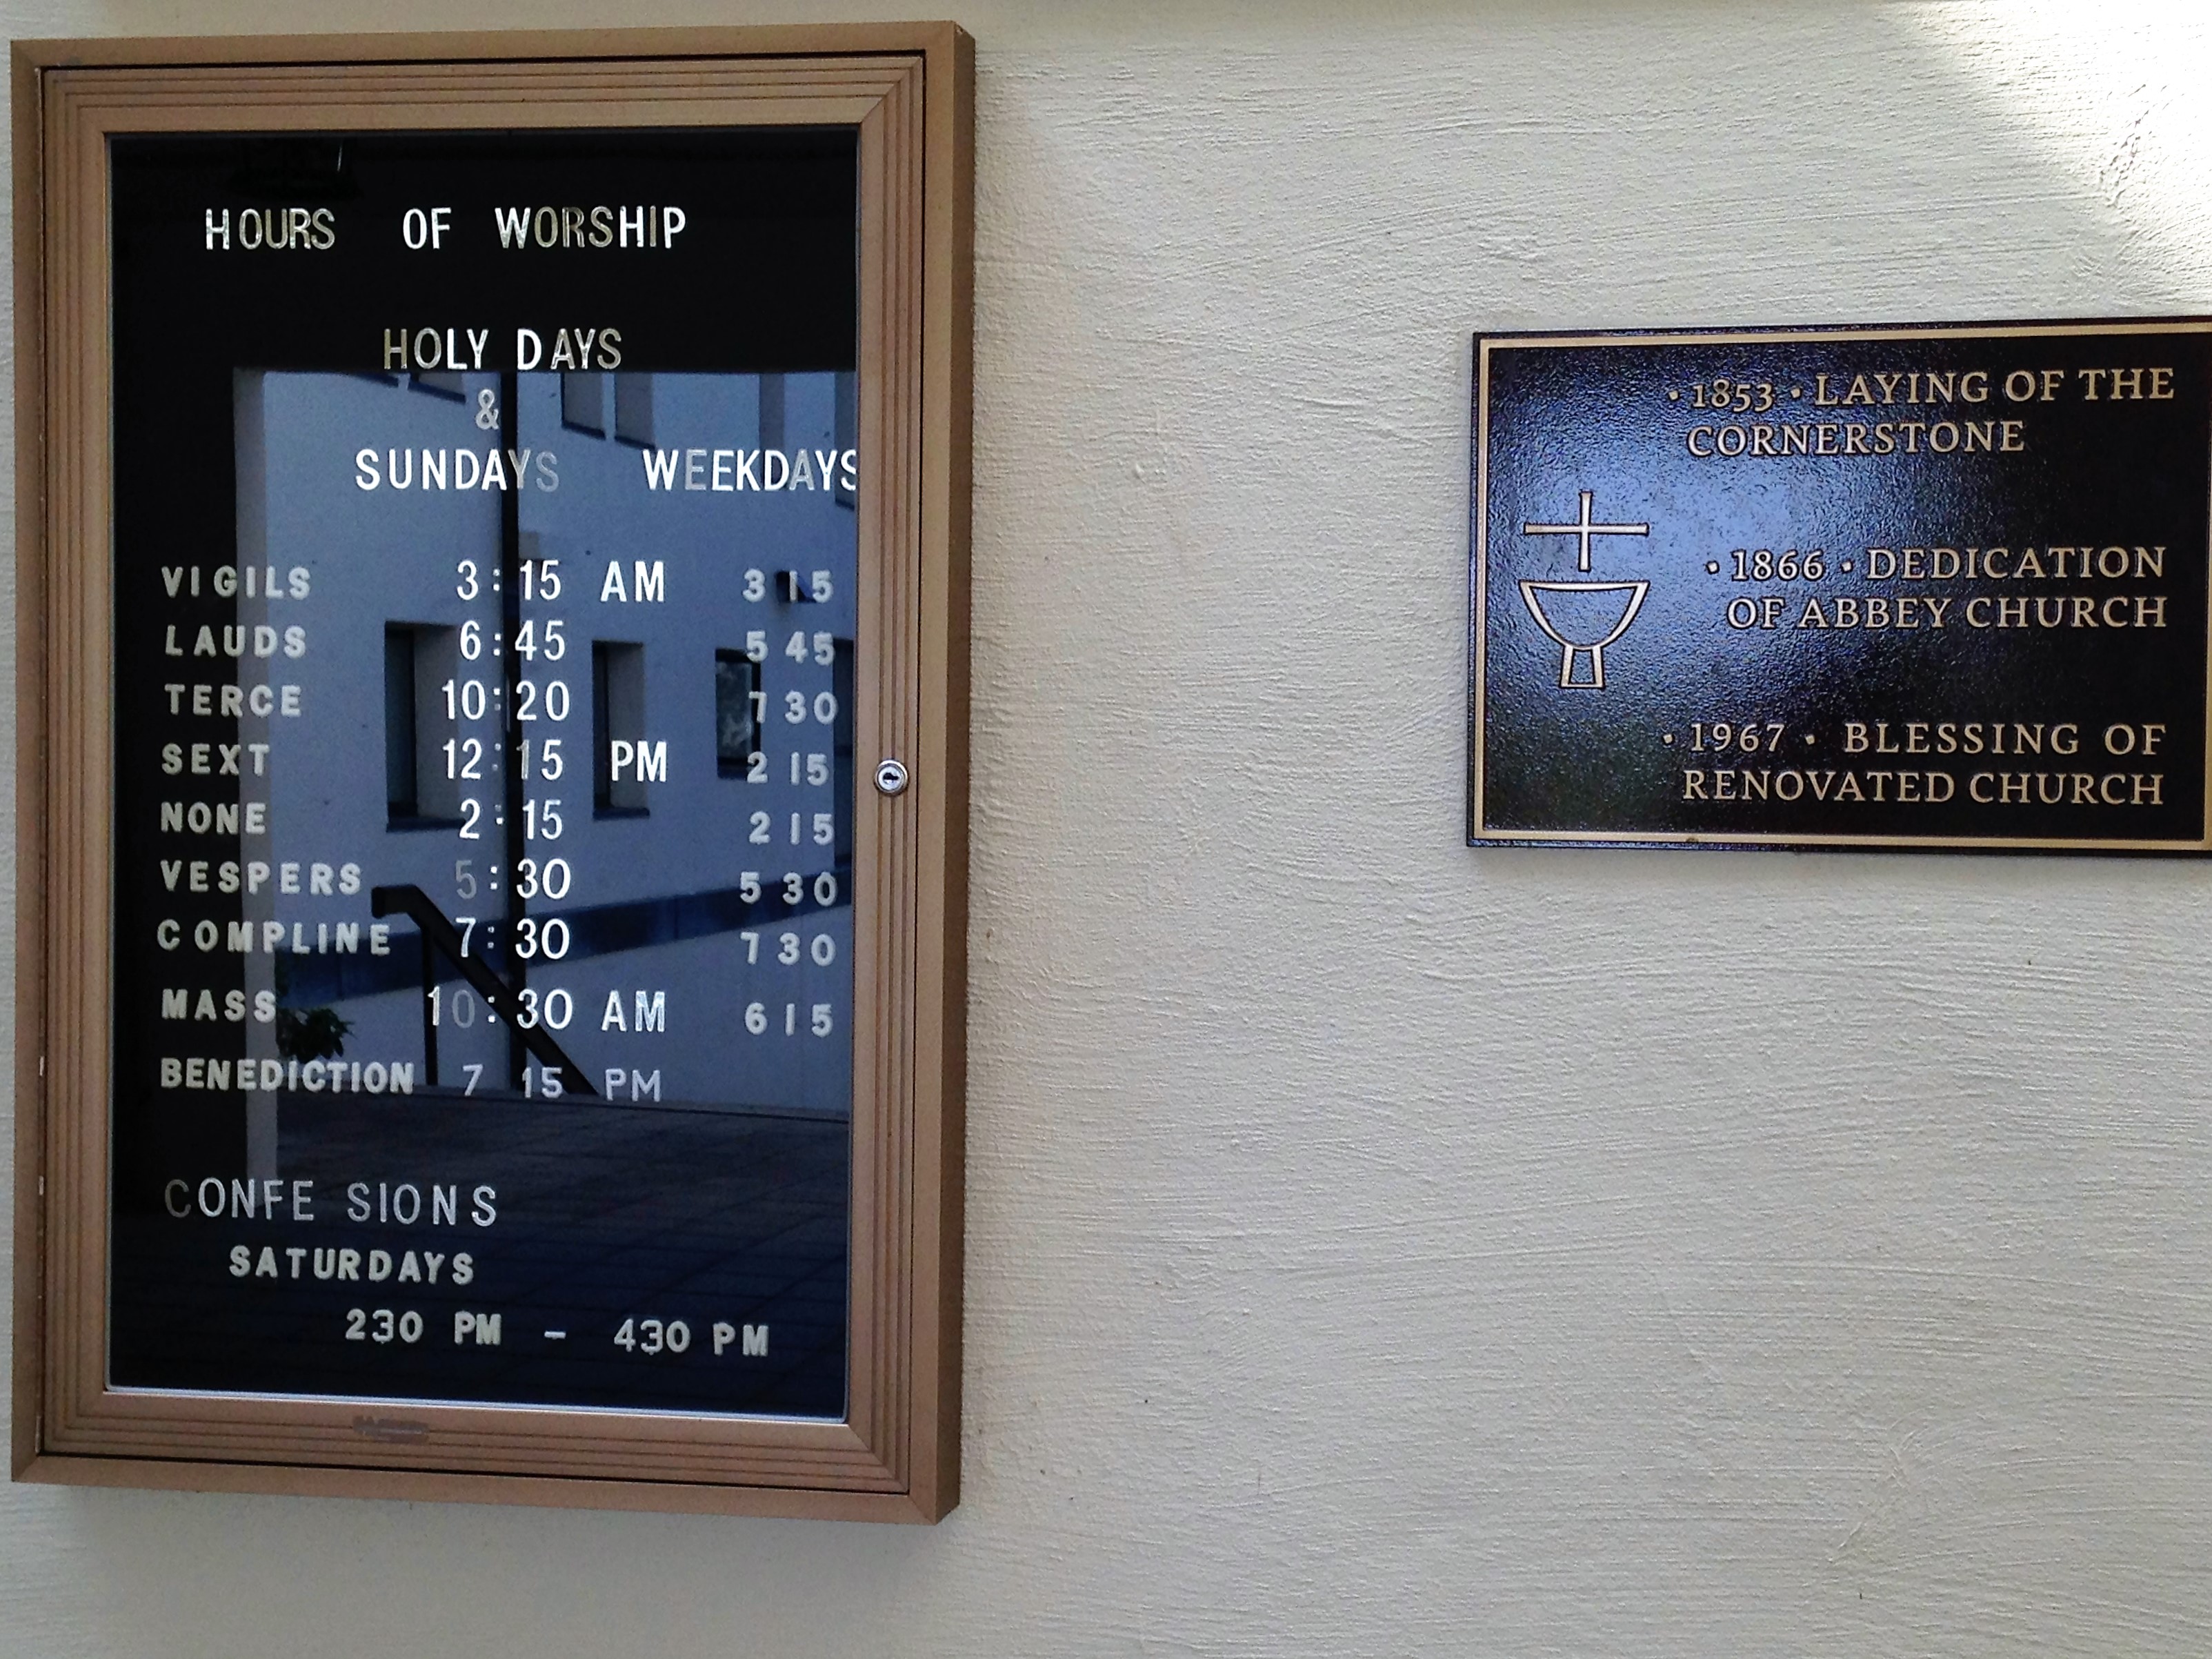 HOURS OF WORSHIP
HOLY DAYS
&
SUNDAYS WEEKDAYS
VIGILS 3:15 AM 3 15
LAUDS 6:45 5 45
TERCE 10:20 7 30
SEXT 12:15 PM 2 15
NONE 2:15 2 15
VESPERS 5:30 5 30
COMPLINE 7:30 7 30
MASS 10:30 AM 6 15
BENEDICTION 7 15 PM
CONFE SIONS
SATURDAYS
230 PM - 430 PM
• 1853 • LAYING OF THE
CORNERSTONE
• 1866 • DEDICATION
OF ABBEY CHURCH
• 1967 • BLESSING OF
RENOVATED CHURCH